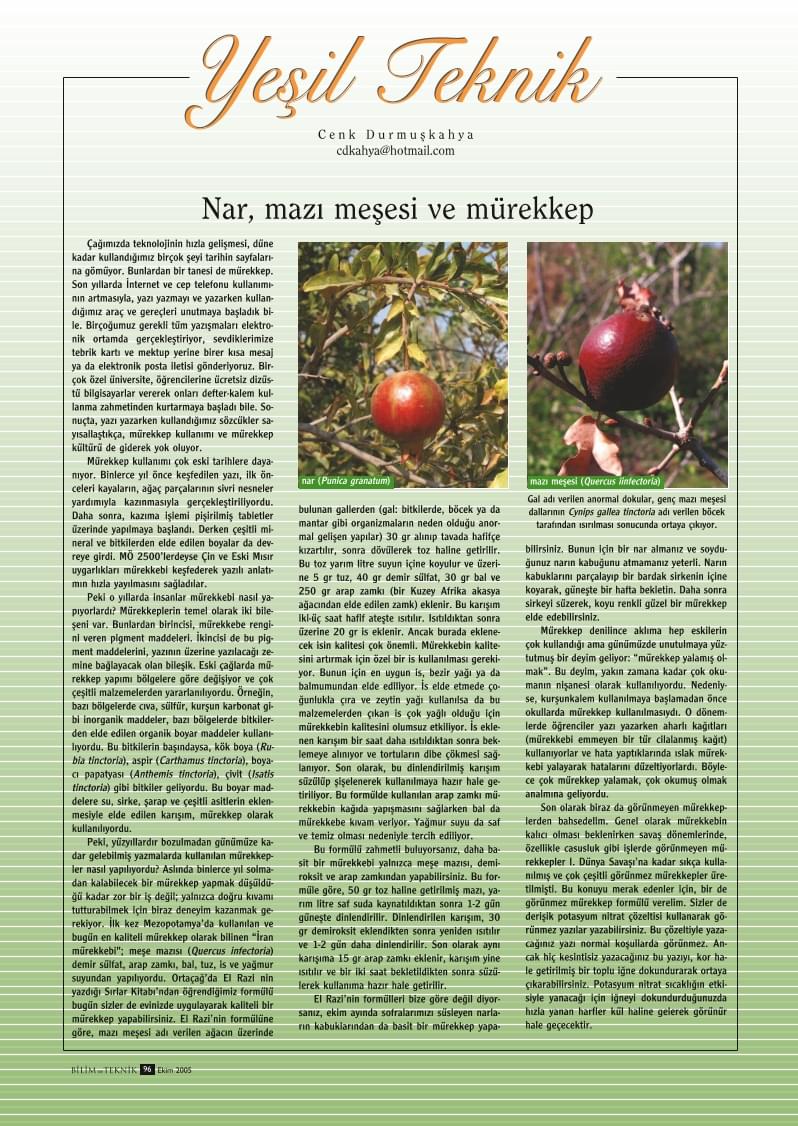 Yeşil Teknik
Cenk Durmuşkahya
cdkahya@hotmail.com
Nar, mazı meşesi ve mürekkep
Çağımızda teknolojinin hızla gelişmesi, düne
kadar kullandığımız birçok şeyi tarihin sayfaları-
na gömüyor. Bunlardan bir tanesi de mürekkep.
Son yıllarda İnternet ve cep telefonu kullanımı-
nın artmasıyla, yazı yazmayı ve yazarken kullan-
dığımız araç ve gereçleri unutmaya başladık bi-
le. Birçoğumuz gerekli tüm yazışmaları elektro-
nik ortamda gerçekleştiriyor, sevdiklerimize
tebrik kartı ve mektup yerine birer kısa mesaj
ya da elektronik posta iletisi gönderiyoruz. Bir-
çok özel üniversite, öğrencilerine ücretsiz dizüs-
tü bilgisayarlar vererek onları defter-kalem kul-
lanma zahmetinden kurtarmaya başladı bile. So-
nuçta, yazı yazarken kullandığımız sözcükler sa-
yısallaştıkça, mürekkep kullanımı ve mürekkep
kültürü de giderek yok oluyor.
Mürekkep kullanımı çok eski tarihlere daya-
nıyor. Binlerce yıl önce keşfedilen yazı, ilk ön-
celeri kayaların, ağaç parçalarının sivri nesneler
yardımıyla kazınmasıyla gerçekleştiriliyordu.
Daha sonra, kazıma işlemi pişirilmiş tabletler
üzerinde yapılmaya başlandı. Derken çeşitli mi-
neral ve bitkilerden elde edilen boyalar da dev-
reye girdi. MÖ 2500'lerdeyse Çin ve Eski Mısır
uygarlıkları mürekkebi keşfederek yazılı anlatı-
mın hızla yayılmasını sağladılar.
Peki o yıllarda insanlar mürekkebi nasıl ya-
pıyorlardı? Mürekkeplerin temel olarak iki bile-
şeni var. Bunlardan birincisi, mürekkebe rengi-
ni veren pigment maddeleri. İkincisi de bu pig-
ment maddelerini, yazının üzerine yazılacağı ze-
mine bağlayacak olan bileşik. Eski çağlarda mü-
rekkep yapımı bölgelere göre değişiyor ve çok
çeşitli malzemelerden yararlanılıyordu. Örneğin,
bazı bölgelerde cıva, sülfür, kurşun karbonat gi-
bi inorganik maddeler, bazı bölgelerde bitkiler-
den elde edilen organik boyar maddeler kullanı-
lıyordu. Bu bitkilerin başındaysa, kök boya (Ru-
bia tinctoria), aspir (Carthamus tinctoria), boya-
cı papatyası (Anthemis tinctoria), çivit (Isatis
tinctoria) gibi bitkiler geliyordu. Bu boyar mad-
delere su, sirke, şarap ve çeşitli asitlerin eklen-
mesiyle elde edilen karışım, mürekkep olarak
kullanılıyordu.
Peki, yüzyıllardır bozulmadan günümüze ka-
dar gelebilmiş yazmalarda kullanılan mürekkep-
ler nasıl yapılıyordu? Aslında binlerce yıl solma-
dan kalabilecek bir mürekkep yapmak düşüldü-
ğü kadar zor bir iş değil; yalnızca doğru kıvamı
tutturabilmek için biraz deneyim kazanmak ge-
rekiyor. İlk kez Mezopotamya'da kullanılan ve
bugün en kaliteli mürekkep olarak bilinen "İran
mürekkebi"; meşe mazısı (Quercus infectoria)
demir sülfat, arap zamkı, bal, tuz, is ve yağmur
suyundan yapılıyordu. Ortaçağ'da El Razi nin
yazdığı Sırlar Kitabı'ndan öğrendiğimiz formülü
bugün sizler de evinizde uygulayarak kaliteli bir
mürekkep yapabilirsiniz. El Razi'nin formülüne
göre, mazı meşesi adı verilen ağacın üzerinde
nar (Punica granatum)
bulunan gallerden (gal: bitkilerde, böcek ya da
mantar gibi organizmaların neden olduğu anor-
mal gelişen yapılar) 30 gr alınıp tavada hafifçe
kızartılır, sonra dövülerek toz haline getirilir.
Bu toz yarım litre suyun içine koyulur ve üzeri-
ne 5 gr tuz, 40 gr demir sülfat, 30 gr bal ve
250 gr arap zamkı (bir Kuzey Afrika akasya
ağacından elde edilen zamk) eklenir. Bu karışım
iki-üç saat hafif ateşte ısıtılır. Isıtıldıktan sonra
üzerine 20 gr is eklenir. Ancak burada eklene-
cek isin kalitesi çok önemli. Mürekkebin kalite-
sini artırmak için özel bir is kullanılması gereki-
yor. Bunun için en uygun is, bezir yağı ya da
balmumundan elde ediliyor. İs elde etmede ço-
ğunlukla çıra ve zeytin yağı kullanılsa da bu
malzemelerden çıkan is çok yağlı olduğu için
mürekkebin kalitesini olumsuz etkiliyor. İs ekle-
nen karışım bir saat daha ısıtıldıktan sonra bek-
lemeye alınıyor ve tortuların dibe çökmesi sağ-
lanıyor. Son olarak, bu dinlendirilmiş karışım
süzülüp şişelenerek kullanılmaya hazır hale ge-
tiriliyor. Bu formülde kullanılan arap zamkı mü-
rekkebin kağıda yapışmasını sağlarken bal da
mürekkebe kıvam veriyor. Yağmur suyu da saf
ve temiz olması nedeniyle tercih ediliyor.
Bu formülü zahmetli buluyorsanız, daha ba-
sit bir mürekkebi yalnızca meşe mazısı, demi-
roksit ve arap zamkından yapabilirsiniz. Bu for-
müle göre, 50 gr toz haline getirilmiş mazı, ya-
rım litre saf suda kaynatıldıktan sonra 1-2 gün
güneşte dinlendirilir. Dinlendirilen karışım, 30
gr demiroksit eklendikten sonra yeniden ısıtılır
ve 1-2 gün daha dinlendirilir. Son olarak aynı
karışıma 15 gr arap zamkı eklenir, karışım yine
ısıtılır ve bir iki saat bekletildikten sonra süzü-
lerek kullanıma hazır hale getirilir.
El Razi'nin formülleri bize göre değil diyor-
sanız, ekim ayında sofralarımızı süsleyen narla-
rın kabuklarından da basit bir mürekkep yapa-
mazı meşesi (Quercus iinfectoria)
Gal adı verilen anormal dokular, genç mazı meşesi
dallarının Cynips gallea tinctoria adı verilen böcek
tarafından ısırılması sonucunda ortaya çıkıyor.
bilirsiniz. Bunun için bir nar almanız ve soydu-
ğunuz narın kabuğunu atmamanız yeterli. Narın
kabuklarını parçalayıp bir bardak sirkenin içine
koyarak, güneşte bir hafta bekletin. Daha sonra
sirkeyi süzerek, koyu renkli güzel bir mürekkep
elde edebilirsiniz.
Mürekkep denilince aklıma hep eskilerin
çok kullandığı ama günümüzde unutulmaya yüz-
tutmuş bir deyim geliyor: "mürekkep yalamış ol-
mak". Bu deyim, yakın zamana kadar çok oku-
manın nişanesi olarak kullanılıyordu. Nedeniy-
se, kurşunkalem kullanılmaya başlamadan önce
okullarda mürekkep kullanılmasıydı. O dönem-
lerde öğrenciler yazı yazarken aharlı kağıtları
(mürekkebi emmeyen bir tür cilalanmış kağıt)
kullanıyorlar ve hata yaptıklarında ıslak mürek-
kebi yalayarak hatalarını düzeltiyorlardı. Böyle-
ce çok mürekkep yalamak, çok okumuş olmak
analmına geliyordu.
Son olarak biraz da görünmeyen mürekkep-
lerden bahsedelim. Genel olarak mürekkebin
kalıcı olması beklenirken savaş dönemlerinde,
özellikle casusluk gibi işlerde görünmeyen mü-
rekkepler I. Dünya Savaşı'na kadar sıkça kulla-
nılmış ve çok çeşitli görünmez mürekkepler üre-
tilmişti. Bu konuyu merak edenler için, bir de
görünmez mürekkep formülü verelim. Sizler de
derişik potasyum nitrat çözeltisi kullanarak gö-
rünmez yazılar yazabilirsiniz. Bu çözeltiyle yaza-
cağınız yazı normal koşullarda görünmez. An-
cak hiç kesintisiz yazacağınız bu yazıyı, kor ha-
le getirilmiş bir toplu iğne dokundurarak ortaya
çıkarabilirsiniz. Potasyum nitrat sıcaklığın etki-
siyle yanacağı için iğneyi dokundurduğunuzda
hızla yanan harfler kül haline gelerek görünür
hale geçecektir.
BİLİM ve TEKNİK 96 Ekim 2005